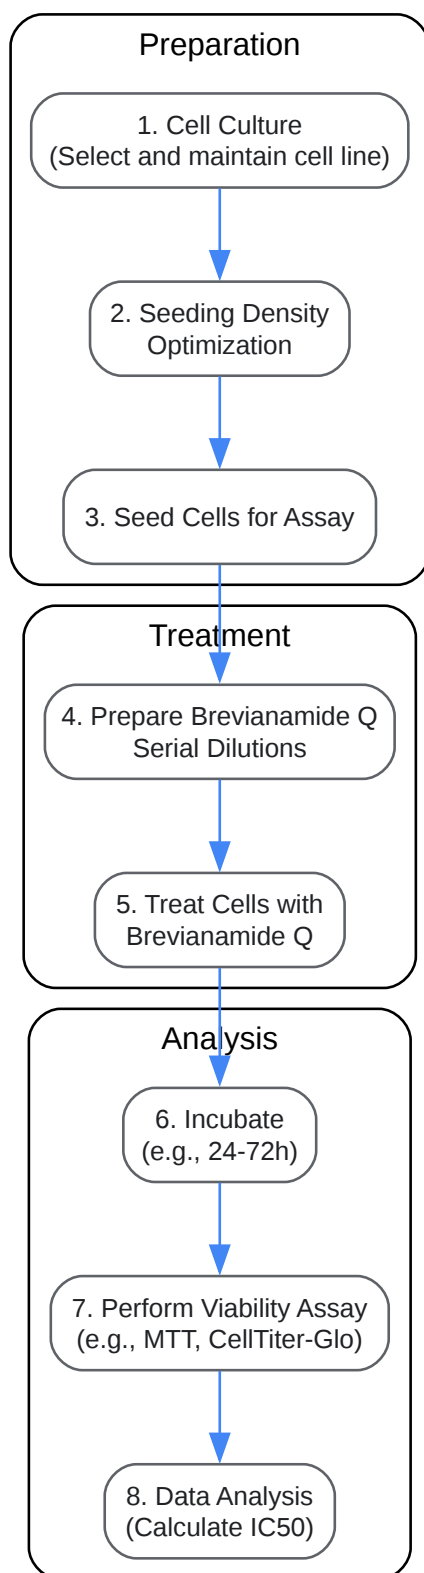 Preparation
1. Cell Culture
(Select and maintain cell line)
2. Seeding Density
Optimization
3. Seed Cells for Assay
Treatment
4. Prepare Brevianamide Q
Serial Dilutions
5. Treat Cells with
Brevianamide Q
Analysis
6. Incubate
(e.g., 24-72h)
7. Perform Viability Assay
(e.g., MTT, CellTiter-Glo)
8. Data Analysis
(Calculate IC50)